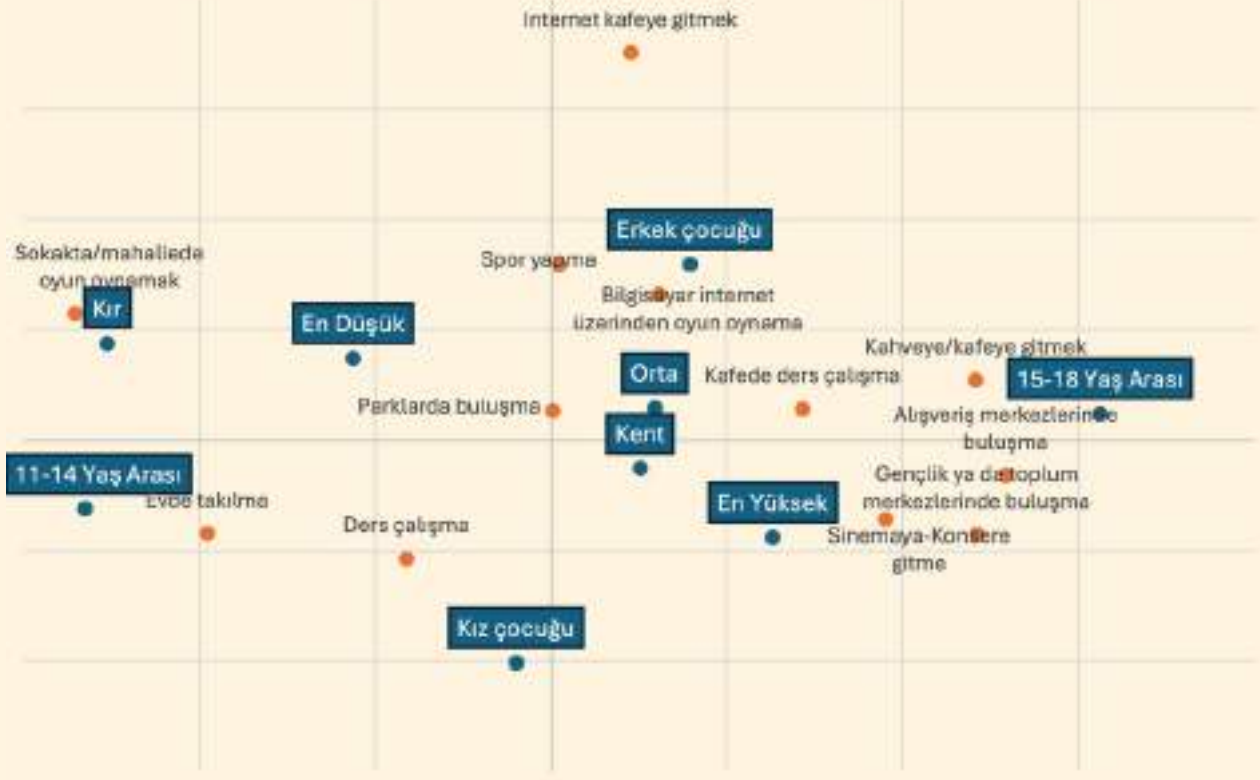 Internet kafeye gitmek
Erkek çocuğu
Sokakta/mahallede
oyun oynamak
Spor yapma
Kır
Bilgisayar internet
üzerinden oyun oynama
En Düşük
Kahveye/kafeye gitmek
Orta
Kafede ders çalışma
15-18 Yaş Arası
Parklarda buluşma
Alışveriş merkezlerinde
buluşma
Kent
11-14 Yaş Arası
Gençlik ya da toplum
merkezlerinde buluşma
Evde takılma
En Yüksek
Ders çalışma
Sinemaya-Konsere
gitme
Kız çocuğu